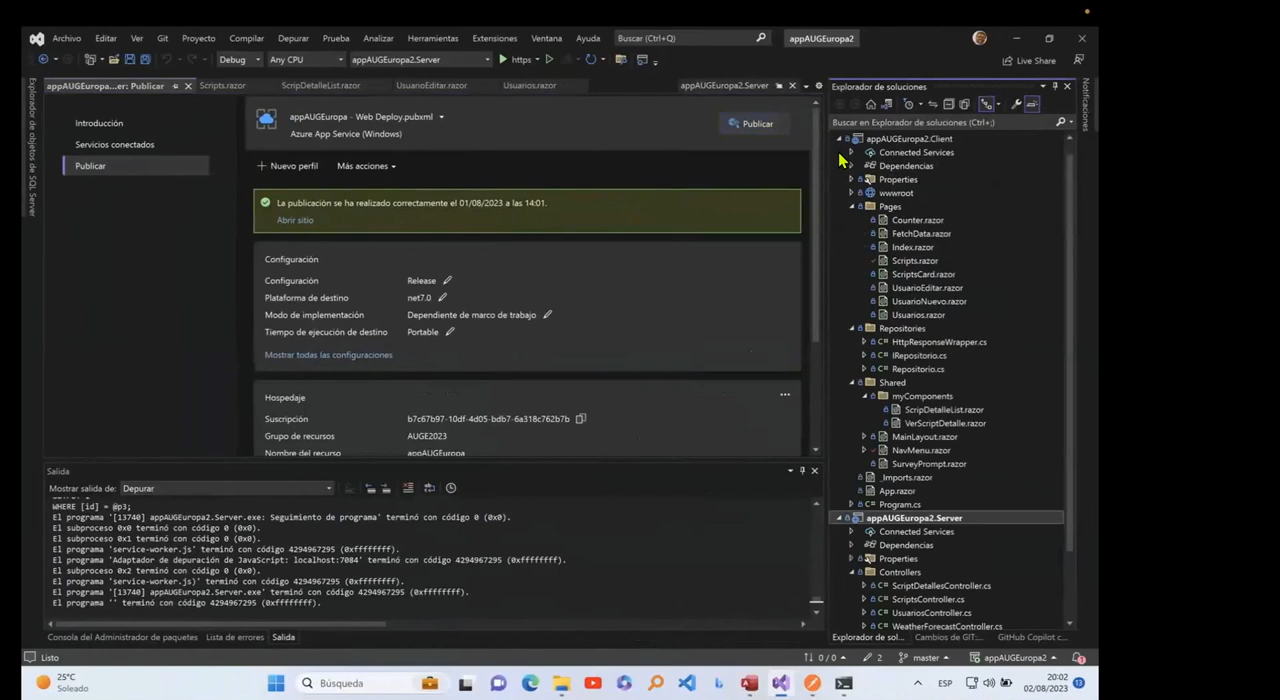 Archivo Editar Ver Git Proyecto Compilar Depurar Prueba Analizar Herramientas Extensiones Ventana Ayuda Buscar (Ctrl+Q) appAUGEuropa2
Debug Any CPU appAUGEuropa2.Server https Live Share
appAUGEuropa...er: Publicar Scripts.razor ScripDetalleList.razor UsuarioEditar.razor Usuarios.razor appAUGEuropa2.Server
Explorador de objetos de SQL Server
Introducción
Servicios conectados
Publicar
appAUGEuropa - Web Deploy.pubxml
Azure App Service (Windows)
Publicar
Nuevo perfil Más acciones
La publicación se ha realizado correctamente el 01/08/2023 a las 14:01.
Abrir sitio
Configuración
Configuración Release
Plataforma de destino net7.0
Modo de implementación Dependiente de marco de trabajo
Tiempo de ejecución de destino Portable
Mostrar todas las configuraciones
Hospedaje
...
Suscripción b7c67b97-10df-4d05-bdb7-6a318c762b7b
Grupo de recursos AUGE2023
Nombre del recurso appAUGEuropa
Salida
Mostrar salida de: Depurar
WHERE [id] = @p3;
El programa '[13740] appAUGEuropa2.Server.exe: Seguimiento de programa' terminó con código 0 (0x0).
El subproceso 0x0 terminó con código 0 (0x0).
El subproceso 0x1 terminó con código 0 (0x0).
El programa 'service-worker.js' terminó con código 4294967295 (0xffffffff).
El programa 'Adaptador de depuración de JavaScript: localhost:7084' terminó con código 4294967295 (0xffffffff).
El subproceso 0x2 terminó con código 0 (0x0).
El programa 'service-worker.js)' terminó con código 4294967295 (0xffffffff).
El programa '[13740] appAUGEuropa2.Server.exe' terminó con código 4294967295 (0xffffffff).
El programa '' terminó con código 4294967295 (0xffffffff).
Consola del Administrador de paquetes Lista de errores Salida
Explorador de soluciones
Buscar en Explorador de soluciones (Ctrl+;)
appAUGEuropa2.Client
Connected Services
Dependencias
Properties
wwwroot
Pages
Counter.razor
FetchData.razor
Index.razor
Scripts.razor
ScriptsCard.razor
UsuarioEditar.razor
UsuarioNuevo.razor
Usuarios.razor
Repositories
C# HttpResponseWrapper.cs
C# IRepositorio.cs
C# Repositorio.cs
Shared
myComponents
ScripDetalleList.razor
VerScriptDetalle.razor
MainLayout.razor
NavMenu.razor
SurveyPrompt.razor
_Imports.razor
App.razor
C# Program.cs
appAUGEuropa2.Server
Connected Services
Dependencias
Properties
Controllers
C# ScriptDetallesController.cs
C# ScriptsController.cs
C# UsuariosController.cs
C# WeatherForecastController.cs
Explorador de sol... Cambios de GIT:... GitHub Copilot c...
Notificaciones
Listo 0 / 0 2 master appAUGEuropa2 1
25°C
Soleado
Búsqueda
ESP
20:02
02/08/2023
13